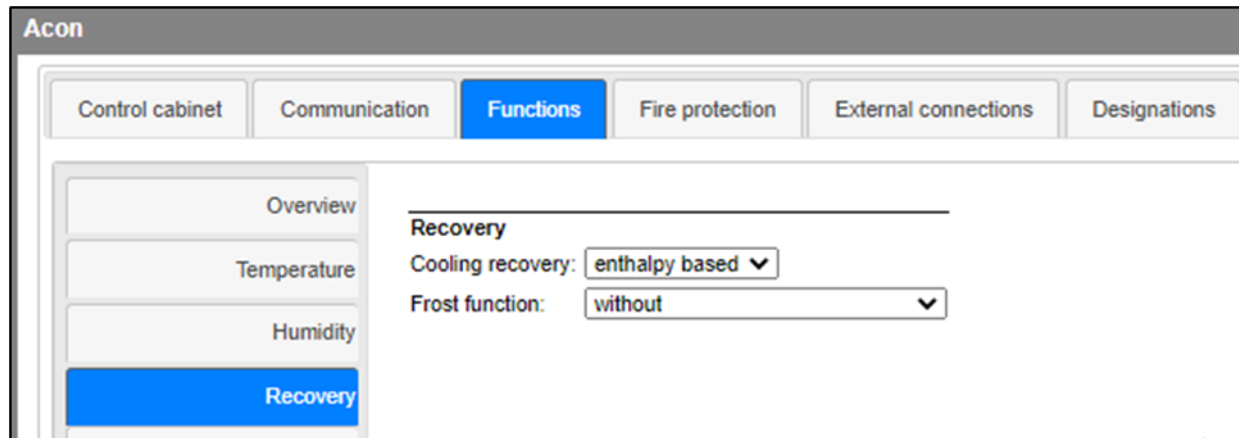 Acon
Control cabinet Communication Functions Fire protection External connections Designations
Overview
Temperature
Humidity
Recovery
Recovery
Cooling recovery: enthalpy based
Frost function: without